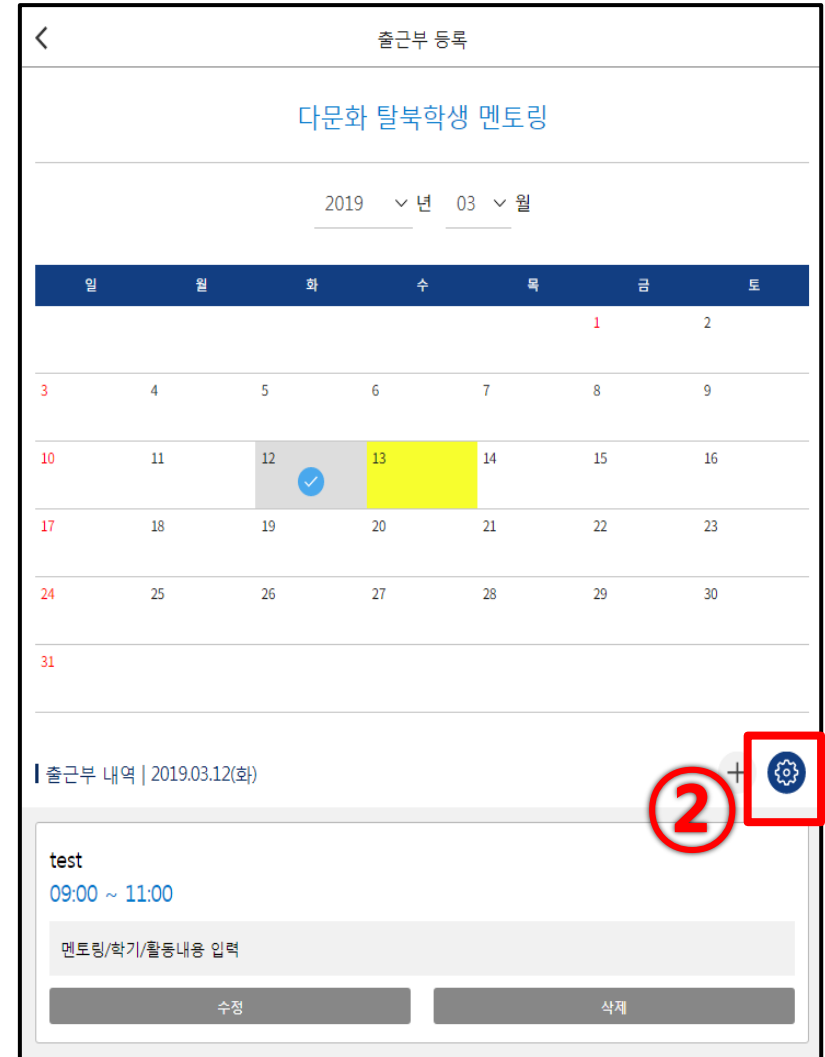 출근부 등록
다문화 탈북학생 멘토링
2019 년 03 월
일 월 화 수 목 금 토
1 2
3 4 5 6 7 8 9
10 11 12 13 14 15 16
17 18 19 20 21 22 23
24 25 26 27 28 29 30
31
출근부 내역 | 2019.03.12(화)
②
test
09:00 ~ 11:00
멘토링/학기/활동내용 입력
수정 삭제